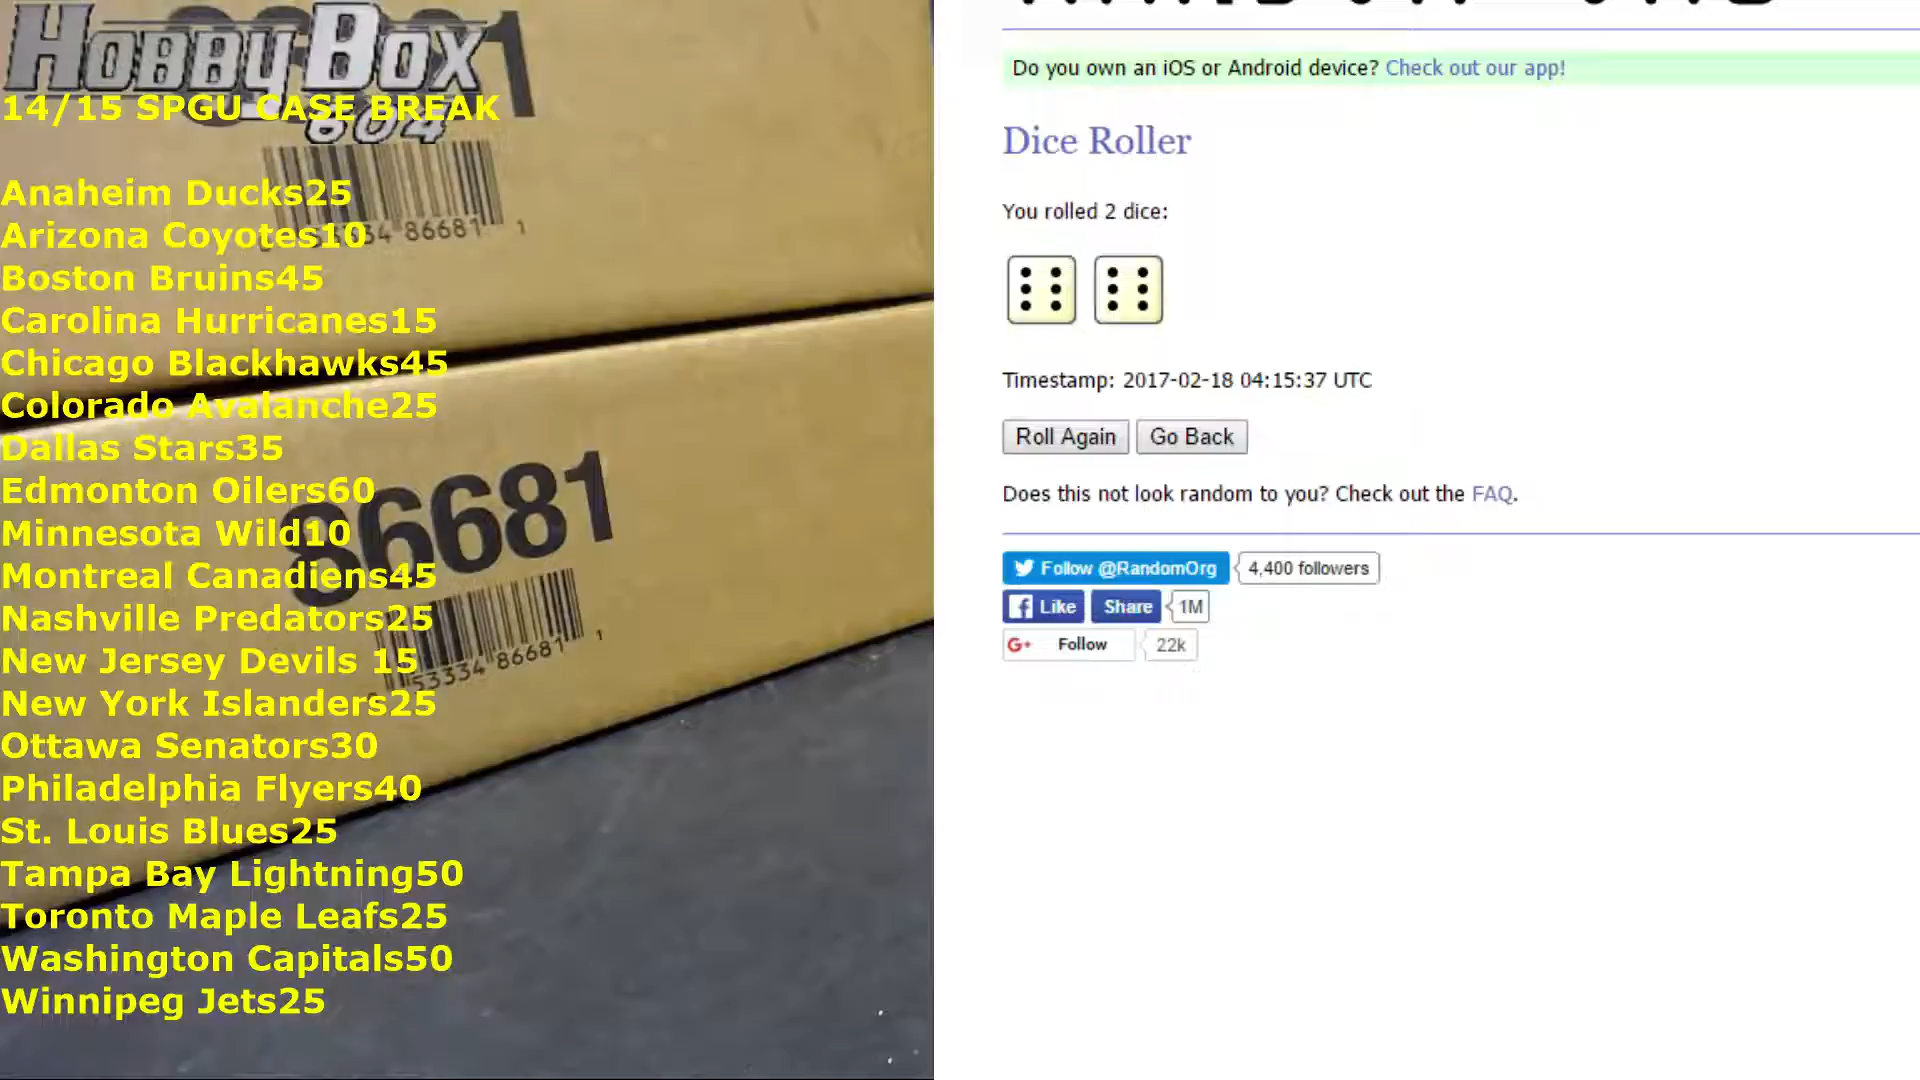 HobbyBox
604
14/15 SPGU CASE BREAK
Anaheim Ducks25
Arizona Coyotes10
Boston Bruins45
Carolina Hurricanes15
Chicago Blackhawks45
Colorado Avalanche25
Dallas Stars35
Edmonton Oilers60
Minnesota Wild10
Montreal Canadiens45
Nashville Predators25
New Jersey Devils 15
New York Islanders25
Ottawa Senators30
Philadelphia Flyers40
St. Louis Blues25
Tampa Bay Lightning50
Toronto Maple Leafs25
Washington Capitals50
Winnipeg Jets25
86681 1
86681
53334 86681 1
Do you own an iOS or Android device? Check out our app!
Dice Roller
You rolled 2 dice:
Timestamp: 2017-02-18 04:15:37 UTC
Roll Again Go Back
Does this not look random to you? Check out the FAQ.
Follow @RandomOrg 4,400 followers
Like Share 1M
G+ Follow 22k